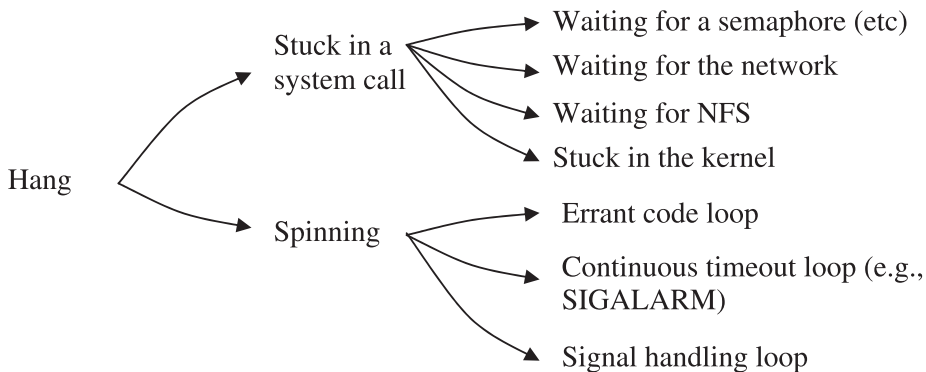 Hang
Stuck in a
system call
Waiting for a semaphore (etc)
Waiting for the network
Waiting for NFS
Stuck in the kernel
Spinning
Errant code loop
Continuous timeout loop (e.g.,
SIGALARM)
Signal handling loop